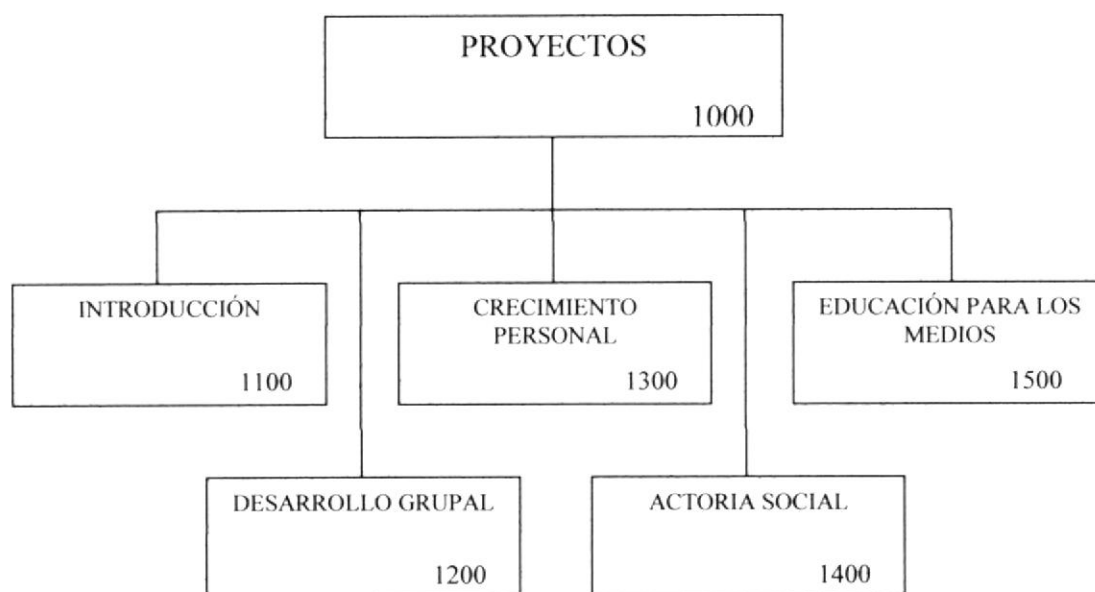 PROYECTOS
1000
INTRODUCCIÓN
1100
CRECIMIENTO
PERSONAL
1300
EDUCACIÓN PARA LOS
MEDIOS
1500
DESARROLLO GRUPAL
1200
ACTORIA SOCIAL
1400